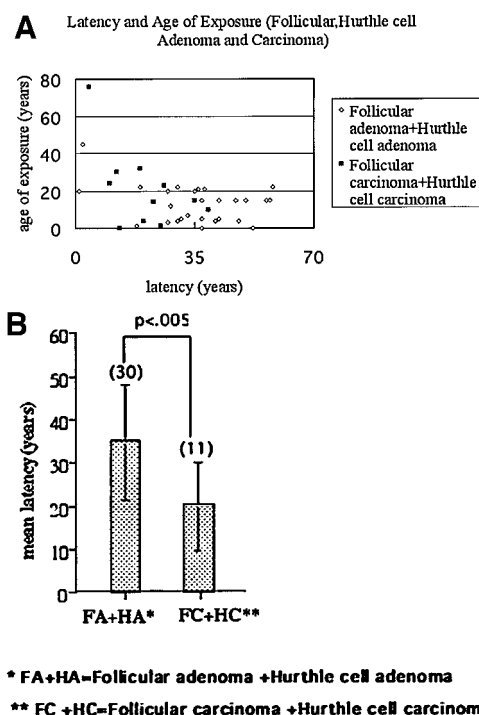 A
Latency and Age of Exposure (Follicular,Hurthle cell
Adenoma and Carcinoma)
80
60
40
20
0
age of exposure (years)
0 35 70
latency (years)
Follicular
adenoma+Hurthle
cell adenoma
Follicular
carcinoma+Hurthle
cell carcinoma
B
p<.005
60
50
40
30
20
10
0
mean latency (years)
(30)
(11)
FA+HA* FC+HC**
* FA+HA=Follicular adenoma +Hurthle cell adenoma
** FC +HC=Follicular carcinoma +Hurthle cell carcinom